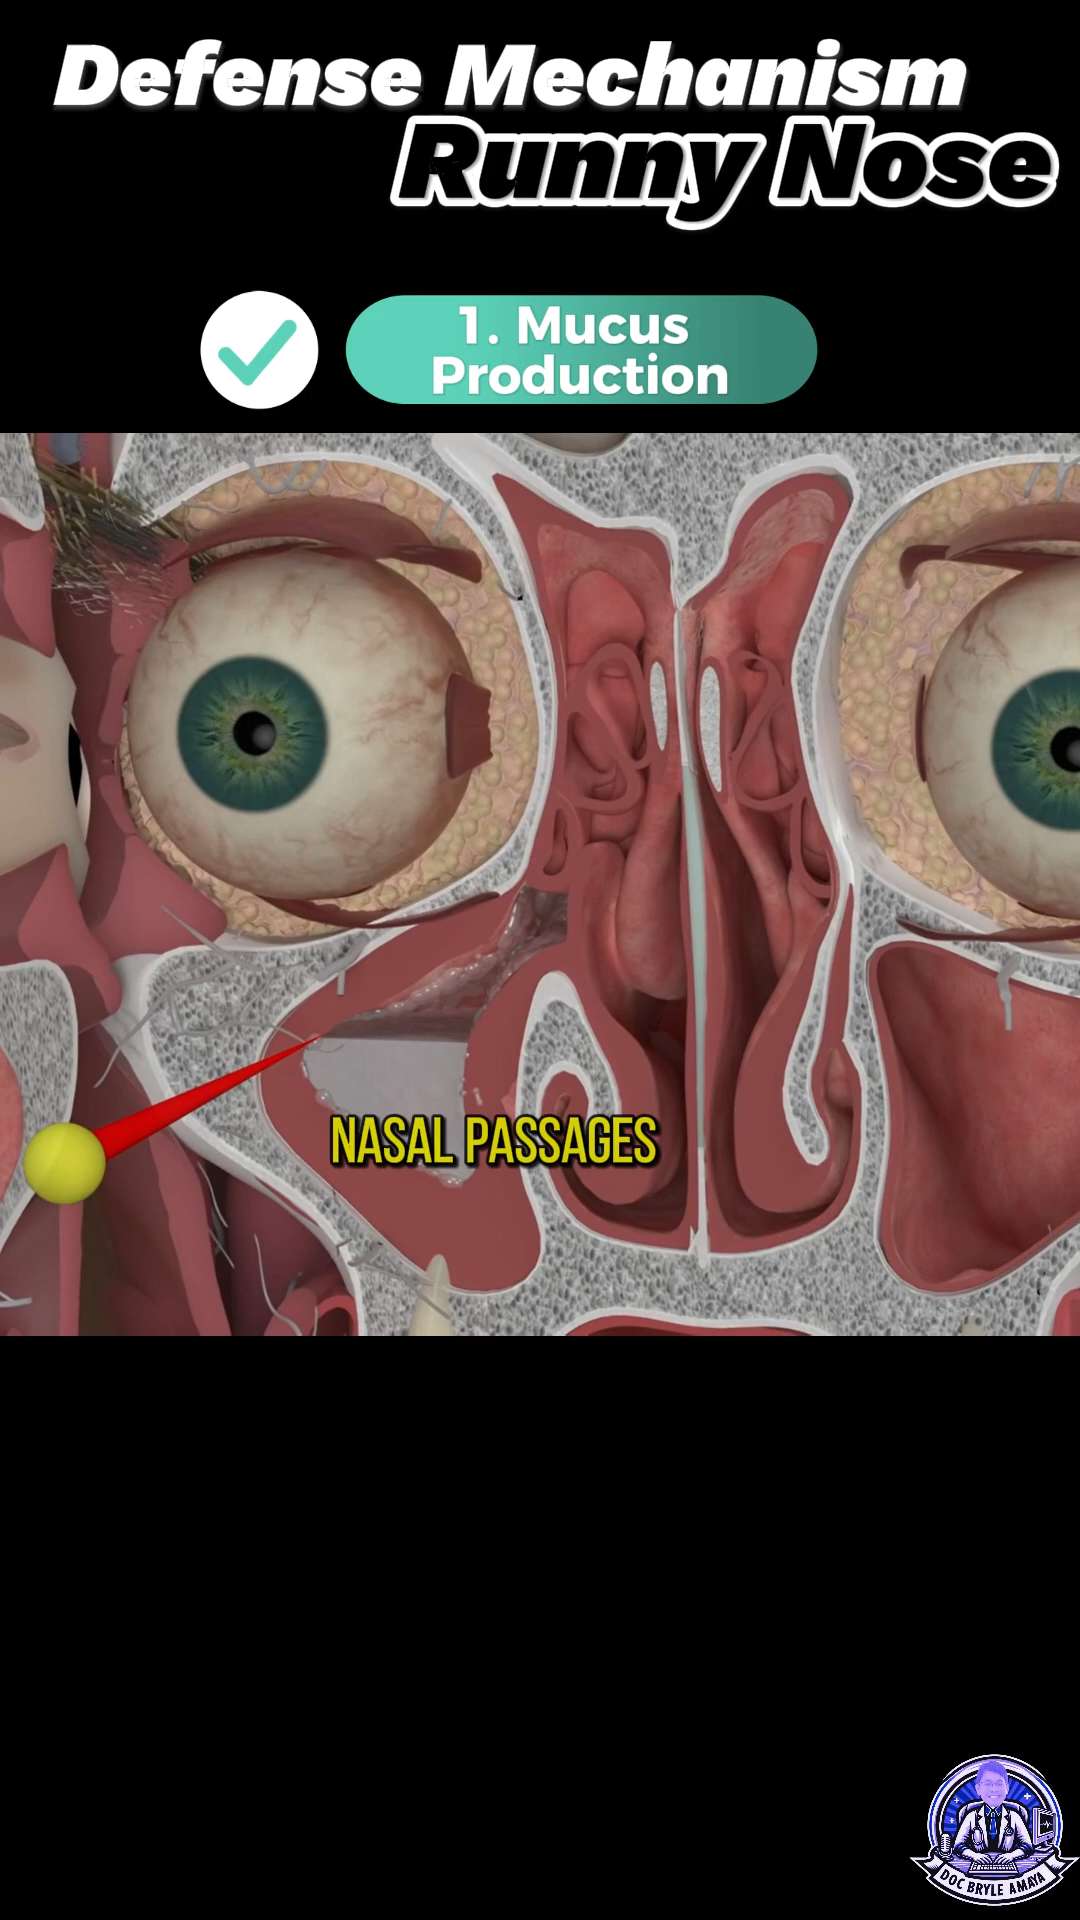 Defense Mechanism
Runny Nose
1. Mucus
Production
NASAL PASSAGES
DOC BRYLE AMAYA